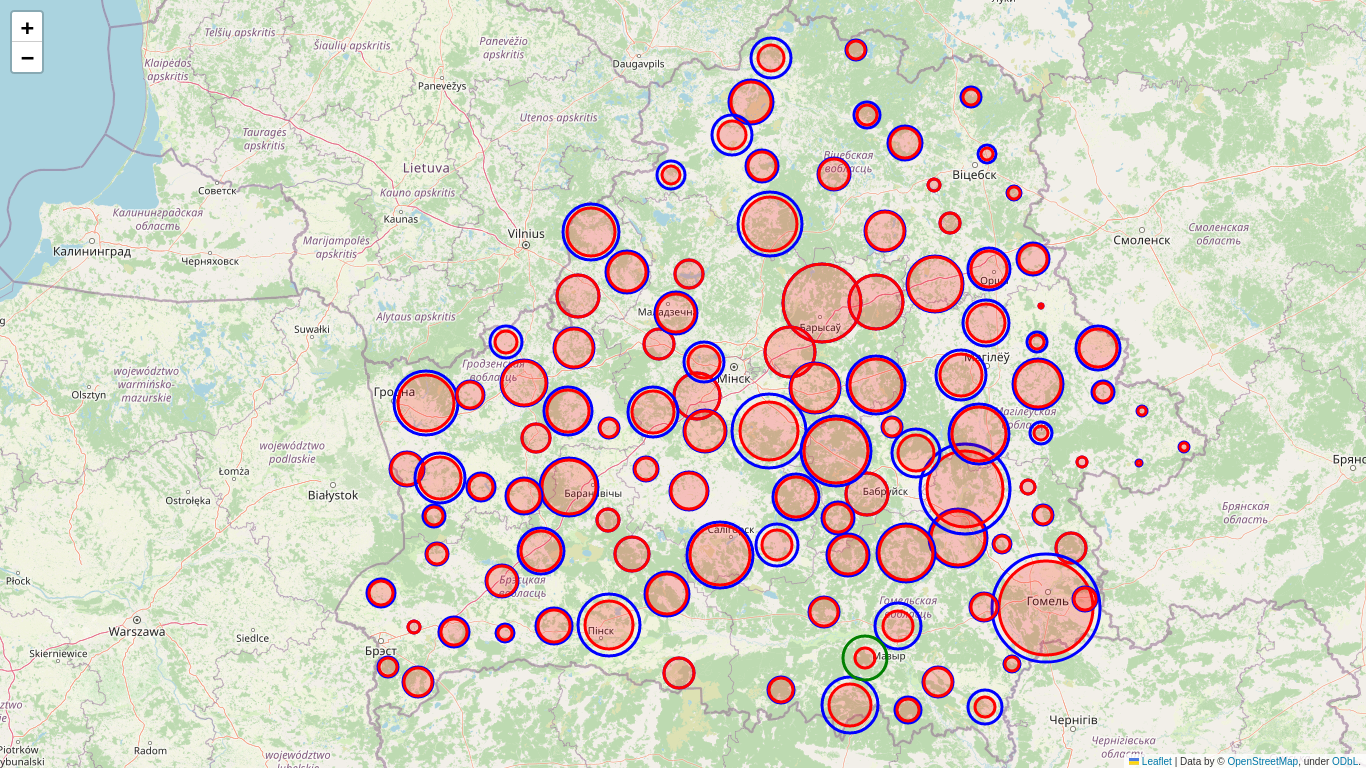 +
−
Telšių apskritis
Šiaulių apskritis
Panevėžio
apskritis
Klaipėdos
apskritis
Daugavpils
Panevėžys
Utenos apskritis
Tauragės
apskritis
Lietuva
Kauno apskritis
Советск
Калининградская
область
Kaunas
Vilnius
Marijampolės
apskritis
Калининград
Черняховск
Віцебская
вобласць
Віцебск
Смоленск
Смоленская
область
Орша
Alytaus apskritis
Suwałki
Маладзечна
Барысаў
Гродзенская
вобласць
Мінск
Магілёў
województwo
warmińsko-
mazurskie
Olsztyn
Гродна
Магілеўская
вобласць
województwo
podlaskie
Łomża
Ostrołęka
Białystok
Баранавічы
Бабруйск
Брянская
область
Салігорск
Płock
Брэсцкая
вобласць
Гомельская
вобласць
Гомель
Warszawa
Siedlce
Skierniewice
Пінск
Брэст
Мазыр
Чернігів
Чернігівська
область
Radom
województwo
lubelskie
Piotrków
Leaflet | Data by © OpenStreetMap, under ODbL.